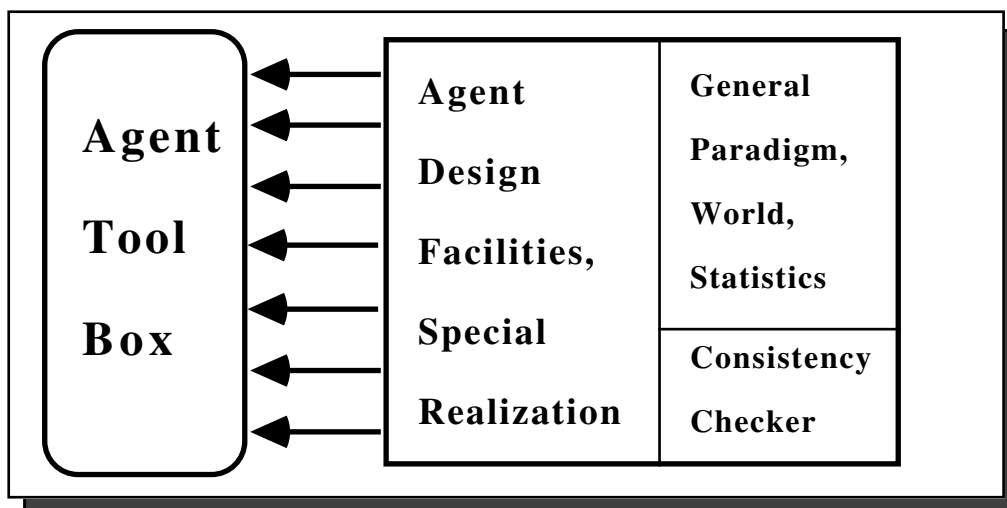 Agent
Tool
Box
Agent
Design
Facilities,
Special
Realization
General
Paradigm,
World,
Statistics
Consistency
Checker